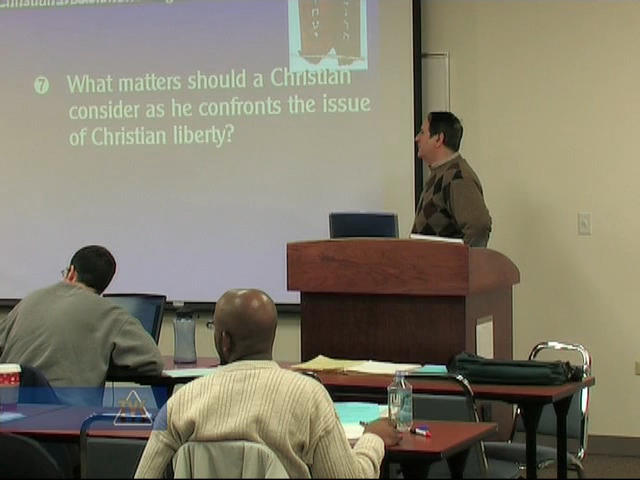 7 What matters should a Christian
consider as he confronts the issue
of Christian liberty?